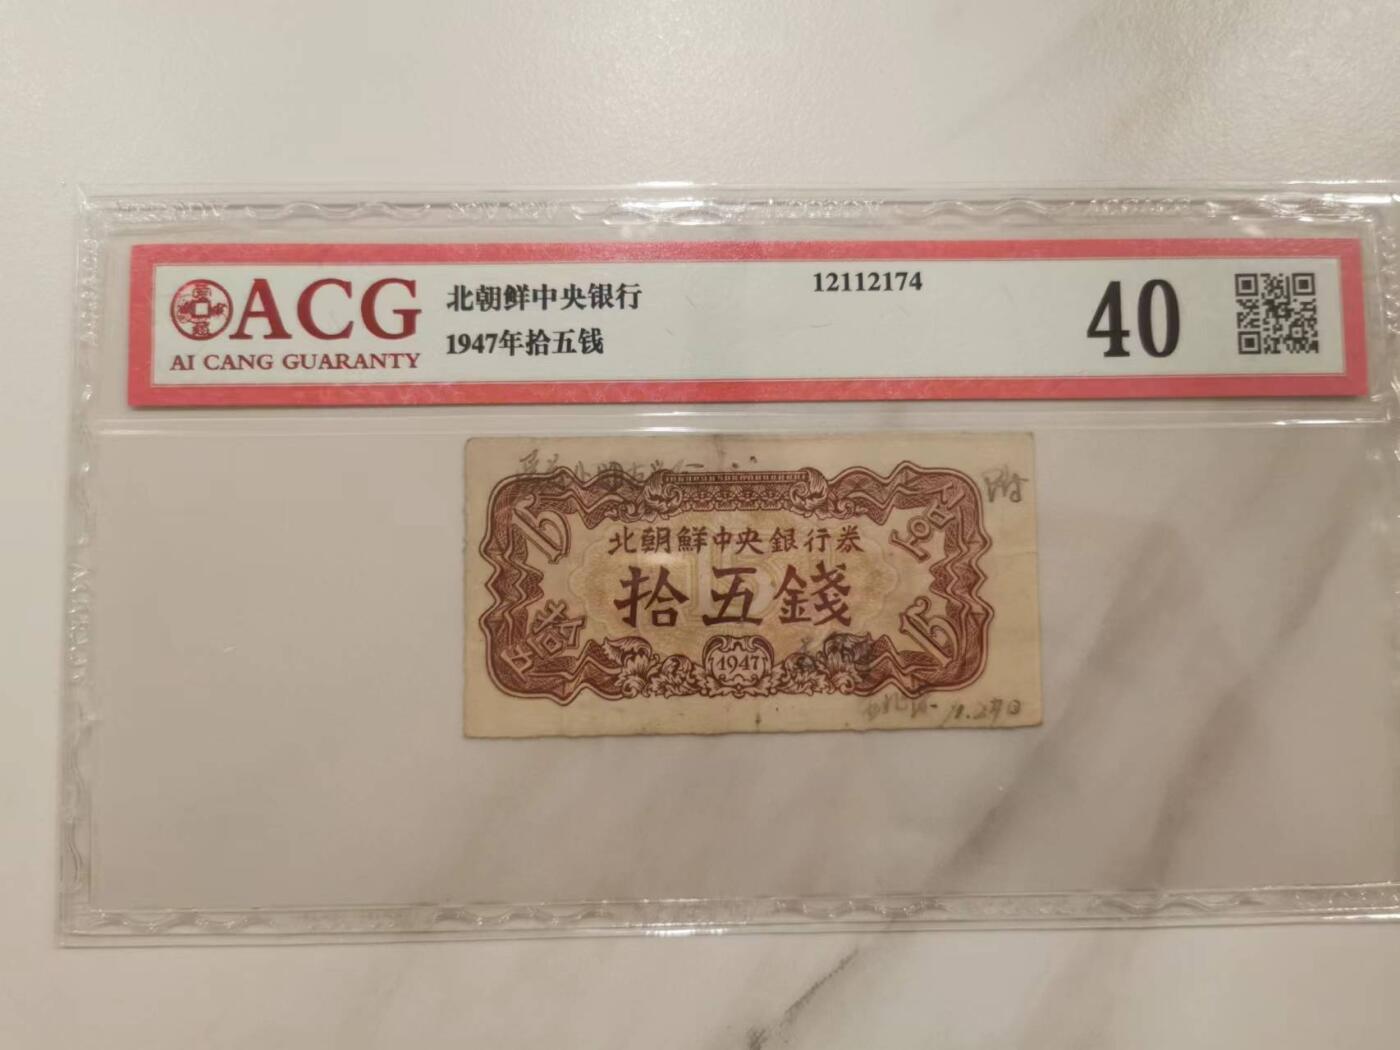 ACG
AI CANG GUARANTY
北朝鲜中央银行
1947年拾五钱
12112174
40
北朝鮮中央銀行券
拾五錢
1947